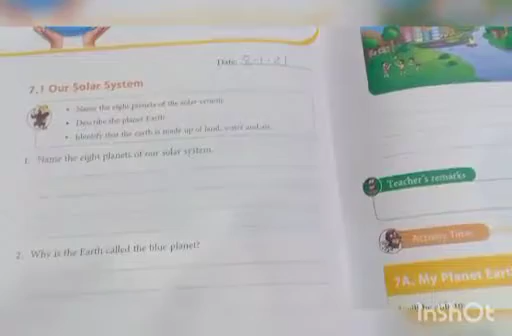 Date:
7.1 Our Solar System
• Name the eight planets of the solar system.
• Describe the planet Earth
• Identify that the earth is made up of land, water and air.
1. Name the eight planets of our solar system.
2. Why is the Earth called the blue planet?
Teacher's remarks
Activity Time
7A. My Planet Eart
InShOt